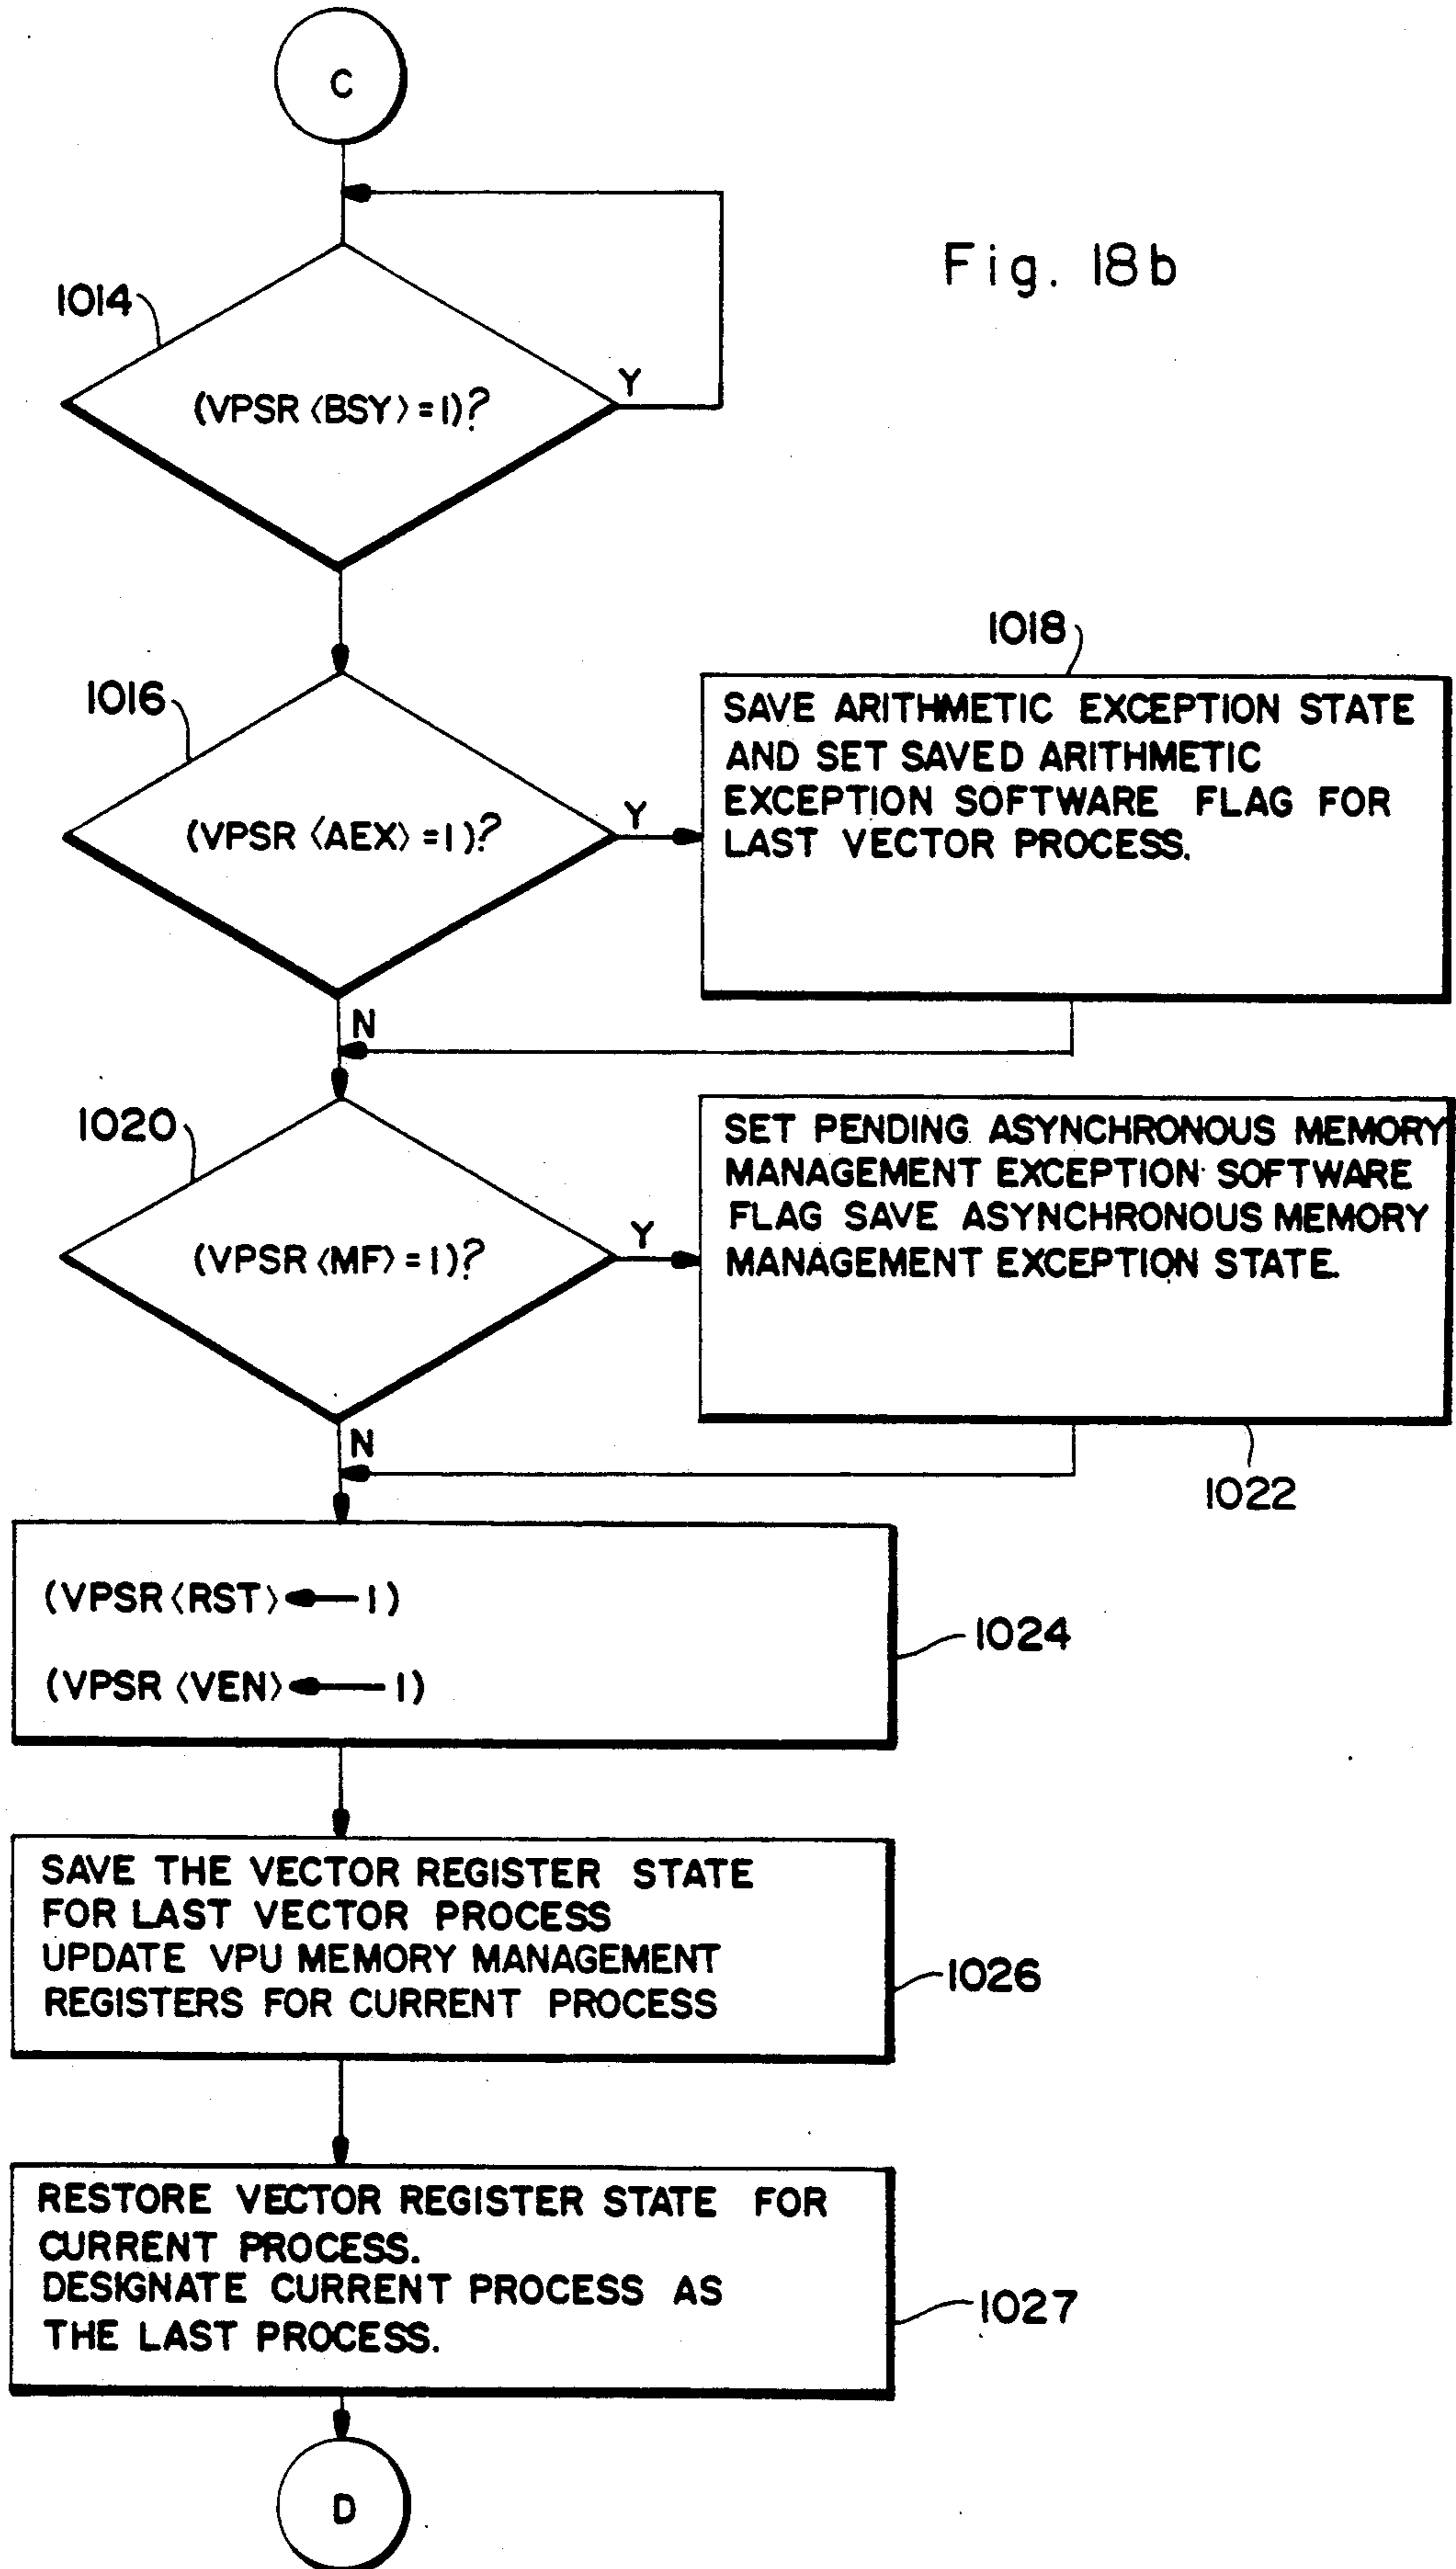 C
Fig. 18b
1014
Y
(VPSR <BSY> = 1)?
1018
1016
SAVE ARITHMETIC EXCEPTION STATE
AND SET SAVED ARITHMETIC
EXCEPTION SOFTWARE FLAG FOR
LAST VECTOR PROCESS.
(VPSR <AEX> = 1)?
Y
N
1020
SET PENDING ASYNCHRONOUS MEMORY
MANAGEMENT EXCEPTION SOFTWARE
FLAG SAVE ASYNCHRONOUS MEMORY
MANAGEMENT EXCEPTION STATE.
(VPSR <MF> = 1)?
Y
N
1022
(VPSR <RST> ← 1)
1024
(VPSR <VEN> ← 1)
SAVE THE VECTOR REGISTER STATE
FOR LAST VECTOR PROCESS
UPDATE VPU MEMORY MANAGEMENT
REGISTERS FOR CURRENT PROCESS
1026
RESTORE VECTOR REGISTER STATE FOR
CURRENT PROCESS.
DESIGNATE CURRENT PROCESS AS
THE LAST PROCESS.
1027
D